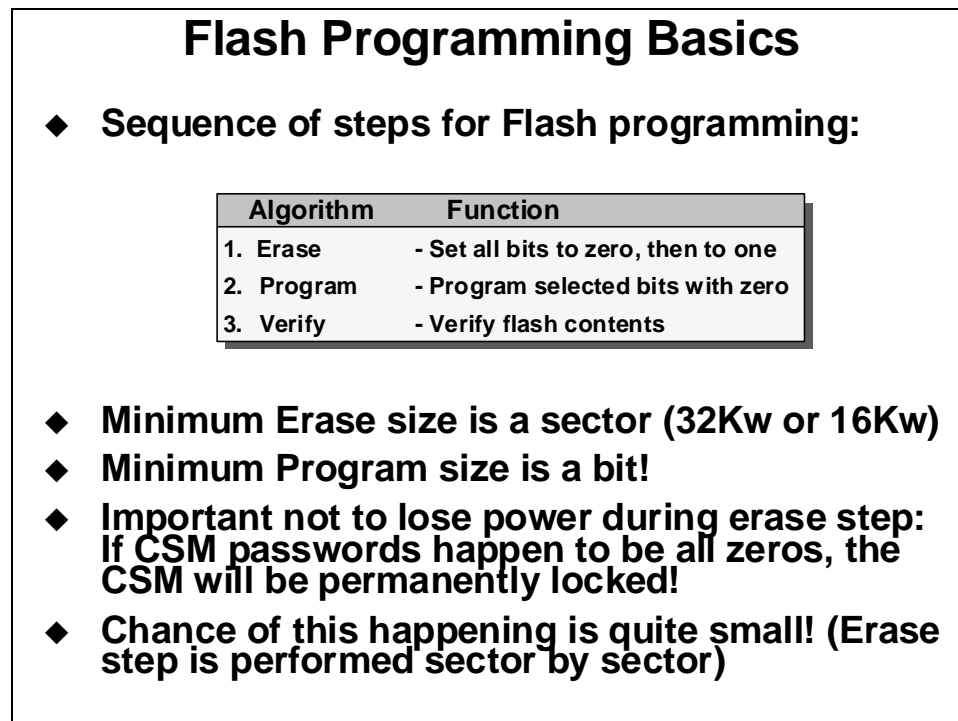 Flash Programming Basics
◆ Sequence of steps for Flash programming:
Algorithm Function
1. Erase - Set all bits to zero, then to one
2. Program - Program selected bits with zero
3. Verify - Verify flash contents
◆ Minimum Erase size is a sector (32Kw or 16Kw)
◆ Minimum Program size is a bit!
◆ Important not to lose power during erase step:
If CSM passwords happen to be all zeros, the
CSM will be permanently locked!
◆ Chance of this happening is quite small! (Erase
step is performed sector by sector)